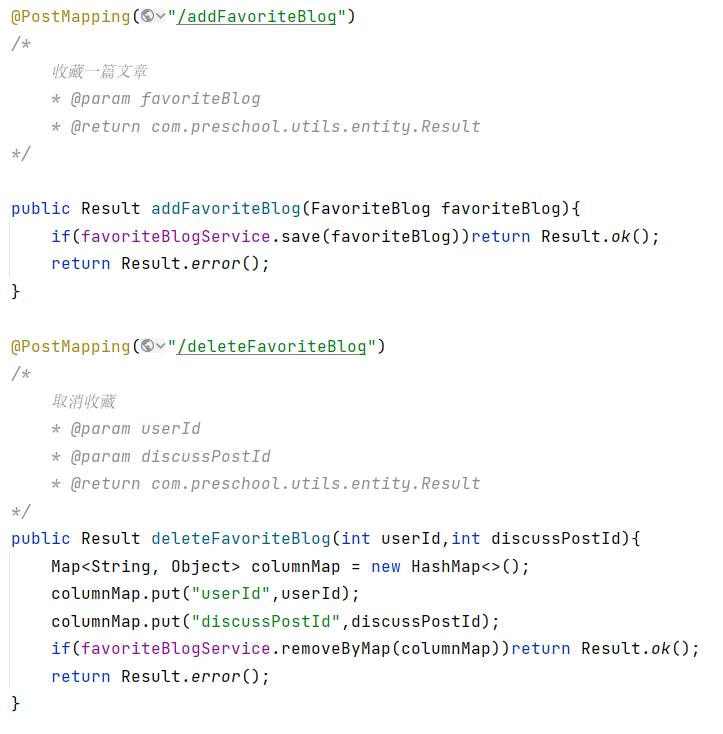 @PostMapping("/addFavoriteBlog")
/*
    收藏一篇文章
    * @param favoriteBlog
    * @return com.preschool.utils.entity.Result
*/

public Result addFavoriteBlog(FavoriteBlog favoriteBlog){
    if(favoriteBlogService.save(favoriteBlog))return Result.ok();
    return Result.error();
}

@PostMapping("/deleteFavoriteBlog")
/*
    取消收藏
    * @param userId
    * @param discussPostId
    * @return com.preschool.utils.entity.Result
*/
public Result deleteFavoriteBlog(int userId,int discussPostId){
    Map<String, Object> columnMap = new HashMap<>();
    columnMap.put("userId",userId);
    columnMap.put("discussPostId",discussPostId);
    if(favoriteBlogService.removeByMap(columnMap))return Result.ok();
    return Result.error();
}